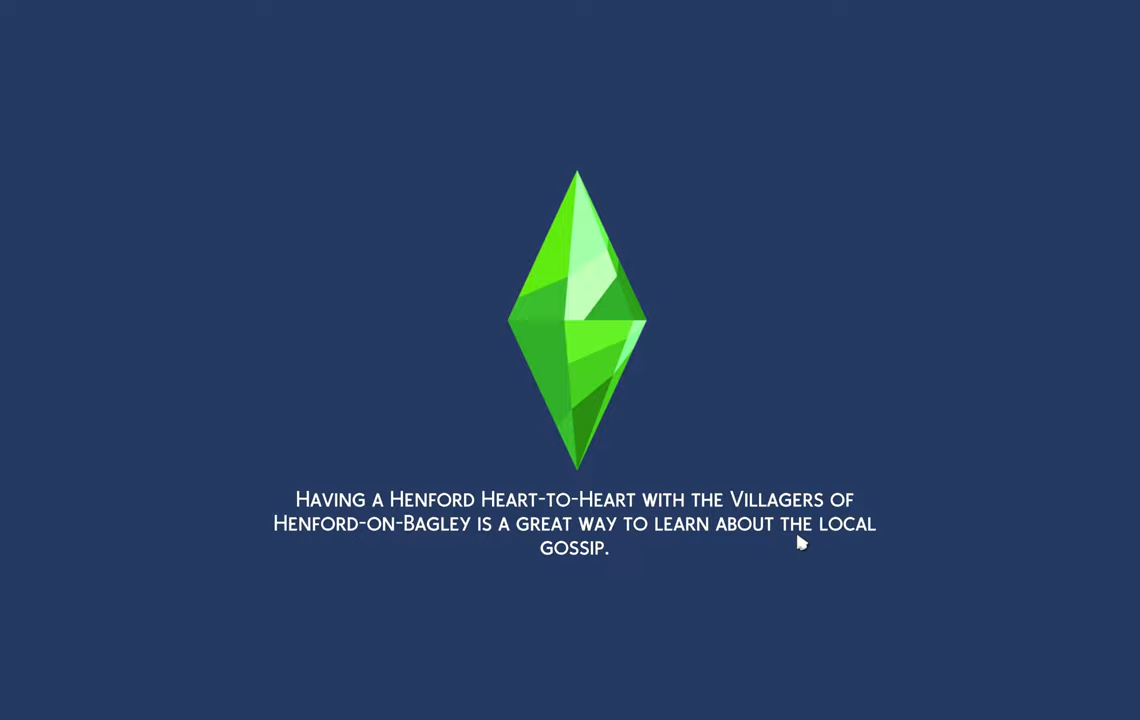 Having a Henford Heart-to-Heart with the Villagers of
Henford-on-Bagley is a great way to learn about the local
gossip.